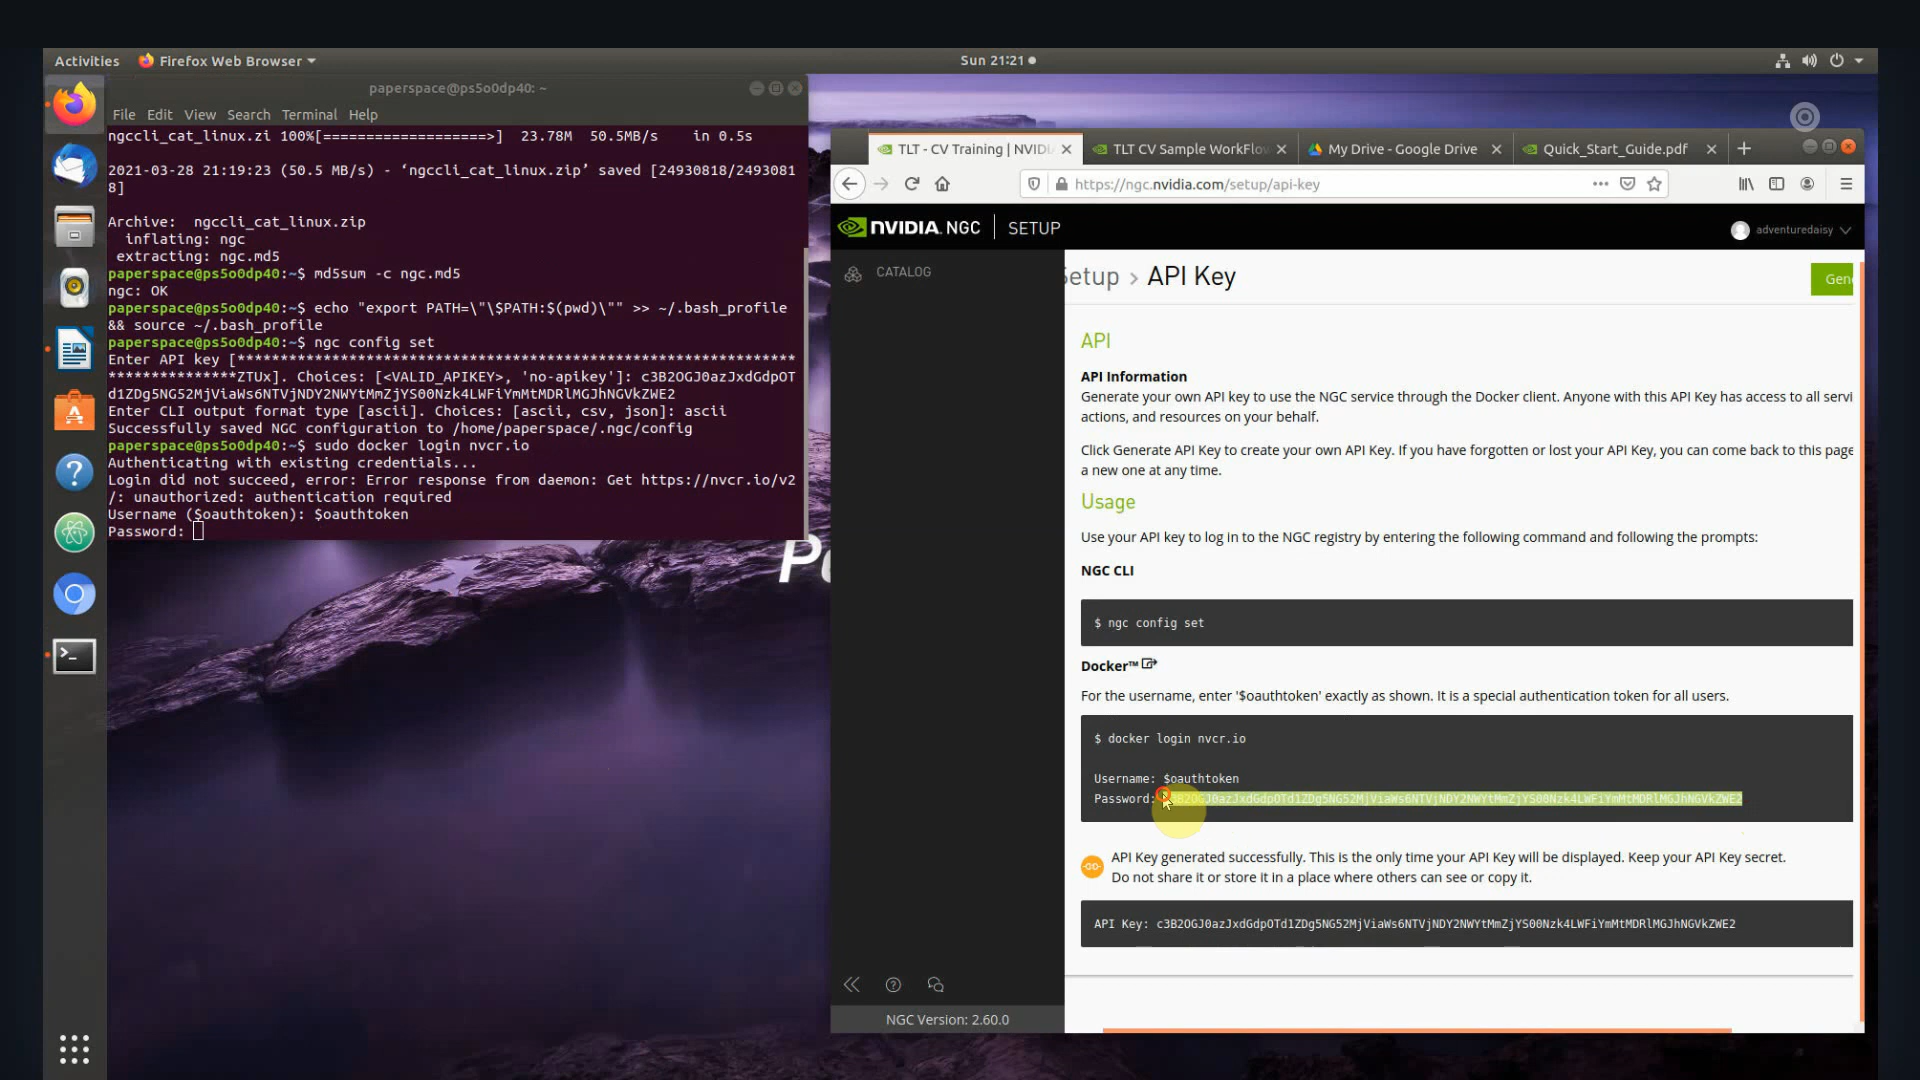 Activities
Firefox Web Browser
Sun 21:21
paperspace@ps5o0dp40: ~
File Edit View Search Terminal Help
ngccli_cat_linux.zi 100%[===================>] 23.78M 50.5MB/s in 0.5s
2021-03-28 21:19:23 (50.5 MB/s) - ‘ngccli_cat_linux.zip’ saved [24930818/2493081
8]
Archive: ngccli_cat_linux.zip
inflating: ngc
extracting: ngc.md5
paperspace@ps5o0dp40:~$ md5sum -c ngc.md5
ngc: OK
paperspace@ps5o0dp40:~$ echo "export PATH=\"\$PATH:$(pwd)\"" >> ~/.bash_profile
&& source ~/.bash_profile
paperspace@ps5o0dp40:~$ ngc config set
Enter API key [*****************************************************************
***************ZTUx]. Choices: [<VALID_APIKEY>, 'no-apikey']: c3B2OGJ0azJxdGdpOT
d1ZDg5NG52MjViaWs6NTVjNDY2NWYtMmZjYS00Nzk4LWFiYmMtMDRlMGJhNGVkZWE2
Enter CLI output format type [ascii]. Choices: [ascii, csv, json]: ascii
Successfully saved NGC configuration to /home/paperspace/.ngc/config
paperspace@ps5o0dp40:~$ sudo docker login nvcr.io
Authenticating with existing credentials...
Login did not succeed, error: Error response from daemon: Get https://nvcr.io/v2
/: unauthorized: authentication required
Username ($oauthtoken): $oauthtoken
Password:
TLT - CV Training | NVIDI
TLT CV Sample WorkFlov
My Drive - Google Drive
Quick_Start_Guide.pdf
https://ngc.nvidia.com/setup/api-key
NVIDIA. NGC
SETUP
adventuredaisy
CATALOG
Setup > API Key
Gene
API
API Information
Generate your own API key to use the NGC service through the Docker client. Anyone with this API Key has access to all servi
actions, and resources on your behalf.
Click Generate API Key to create your own API Key. If you have forgotten or lost your API Key, you can come back to this page
a new one at any time.
Usage
Use your API key to log in to the NGC registry by entering the following command and following the prompts:
NGC CLI
$ ngc config set
Docker™
For the username, enter '$oauthtoken' exactly as shown. It is a special authentication token for all users.
$ docker login nvcr.io
Username: $oauthtoken
Password: c3B2OGJ0azJxdGdpOTd1ZDg5NG52MjViaWs6NTVjNDY2NWYtMmZjYS00Nzk4LWFiYmMtMDRlMGJhNGVkZWE2
API Key generated successfully. This is the only time your API Key will be displayed. Keep your API Key secret.
Do not share it or store it in a place where others can see or copy it.
API Key: c3B2OGJ0azJxdGdpOTd1ZDg5NG52MjViaWs6NTVjNDY2NWYtMmZjYS00Nzk4LWFiYmMtMDRlMGJhNGVkZWE2
NGC Version: 2.60.0